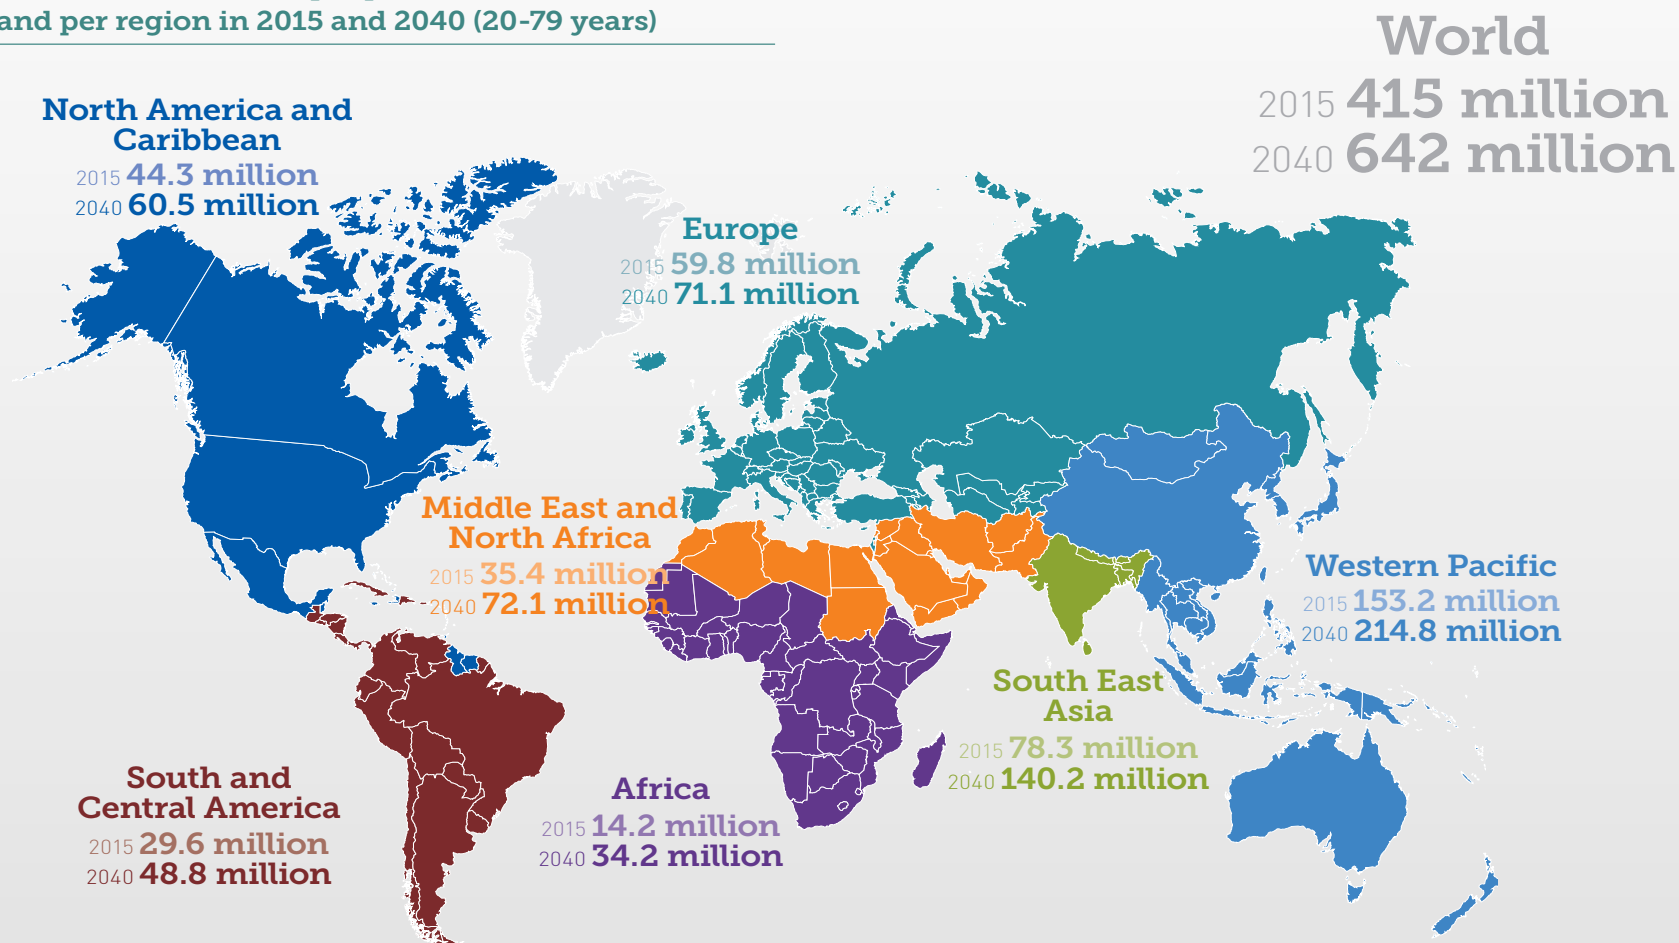 and per region in 2015 and 2040 (20-79 years)
World
2015 415 million
2040 642 million
North America and
Caribbean
2015 44.3 million
2040 60.5 million
Europe
2015 59.8 million
2040 71.1 million
Middle East and
North Africa
2015 35.4 million
2040 72.1 million
Western Pacific
2015 153.2 million
2040 214.8 million
South East
Asia
2015 78.3 million
2040 140.2 million
South and
Central America
2015 29.6 million
2040 48.8 million
Africa
2015 14.2 million
2040 34.2 million